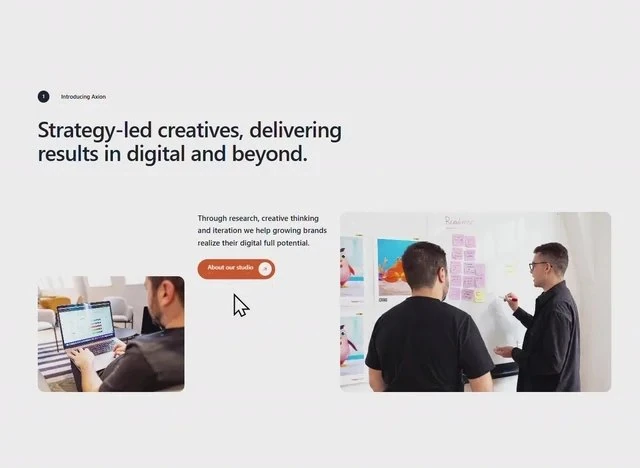 1
Introducing Axion
Strategy-led creatives, delivering
results in digital and beyond.
Through research, creative thinking
and iteration we help growing brands
realize their digital full potential.
About our studio